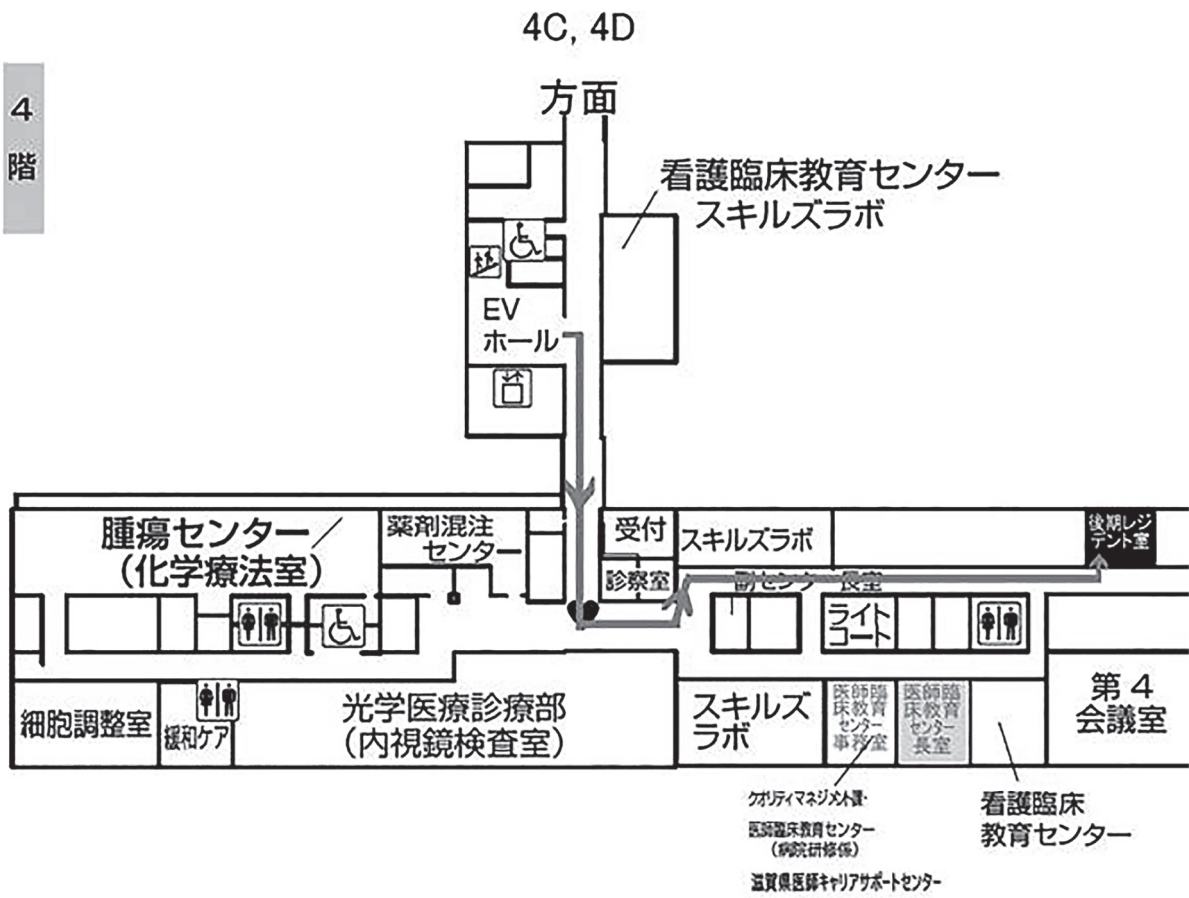 4C, 4D
方面
4
階
看護臨床教育センター
スキルズラボ
EV
ホール
腫瘍センター
(化学療法室)
薬剤混注
センター
受付
診察室
スキルズラボ
後期レジ
デント室
副センター長室
ライト
コート
細胞調整室
緩和ケア
光学医療診療部
(内視鏡検査室)
スキルズ
ラボ
医師臨
床教育
センター
事務室
医師臨
床教育
センター
長室
第4
会議室
クオリティマネジメント課・
医師臨床教育センター
(病院研修係)
滋賀県医師キャリアサポートセンター
看護臨床
教育センター